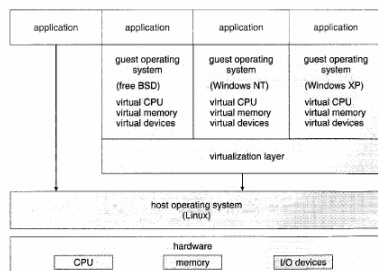 application application application application
guest operating system
(free BSD)
virtual CPU
virtual memory
virtual devices
guest operating system
(Windows NT)
virtual CPU
virtual memory
virtual devices
guest operating system
(Windows XP)
virtual CPU
virtual memory
virtual devices
virtualization layer
host operating system
(Linux)
hardware
CPU memory I/O devices